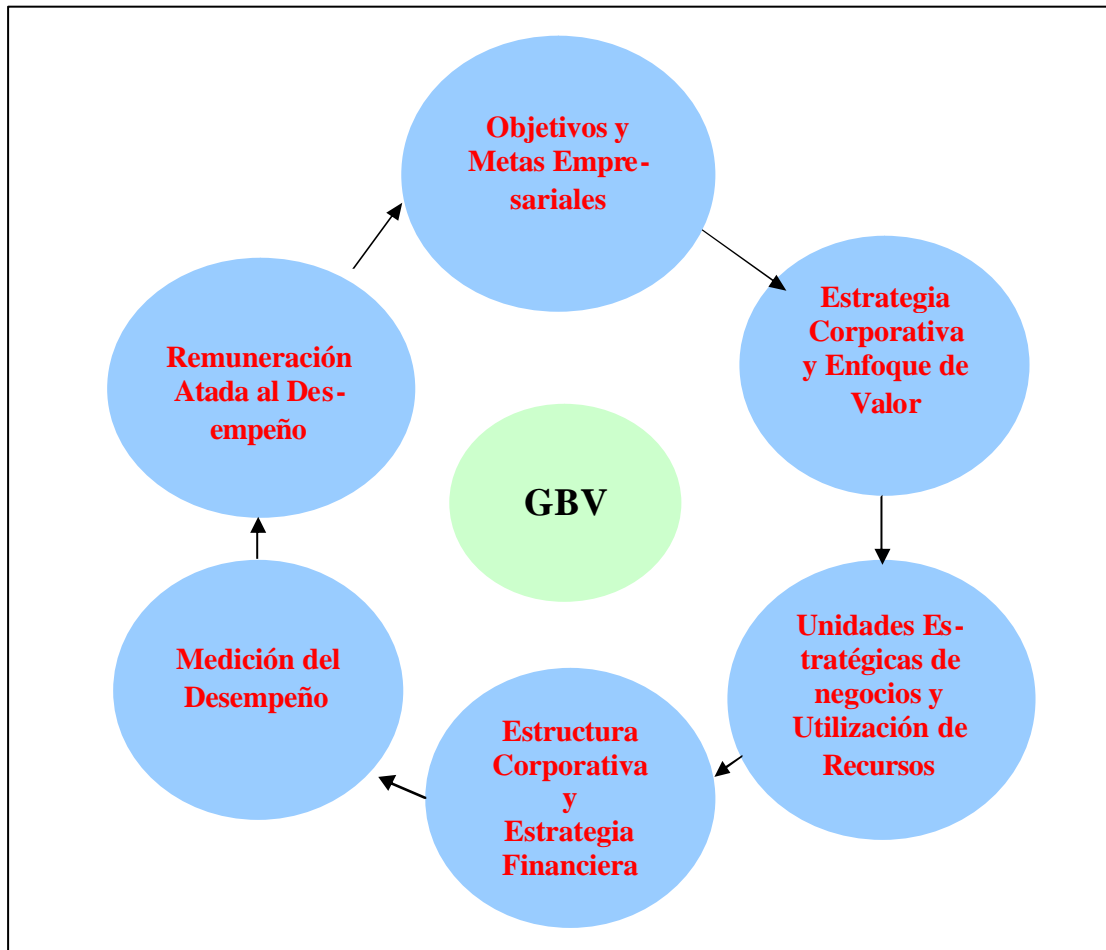 Objetivos y
Metas Empre-
sariales
Estrategia
Corporativa
y Enfoque de
Valor
Remuneración
Atada al Des-
empeño
GBV
Unidades Es-
tratégicas de
negocios y
Utilización de
Recursos
Medición del
Desempeño
Estructura
Corporativa
y
Estrategia
Financiera